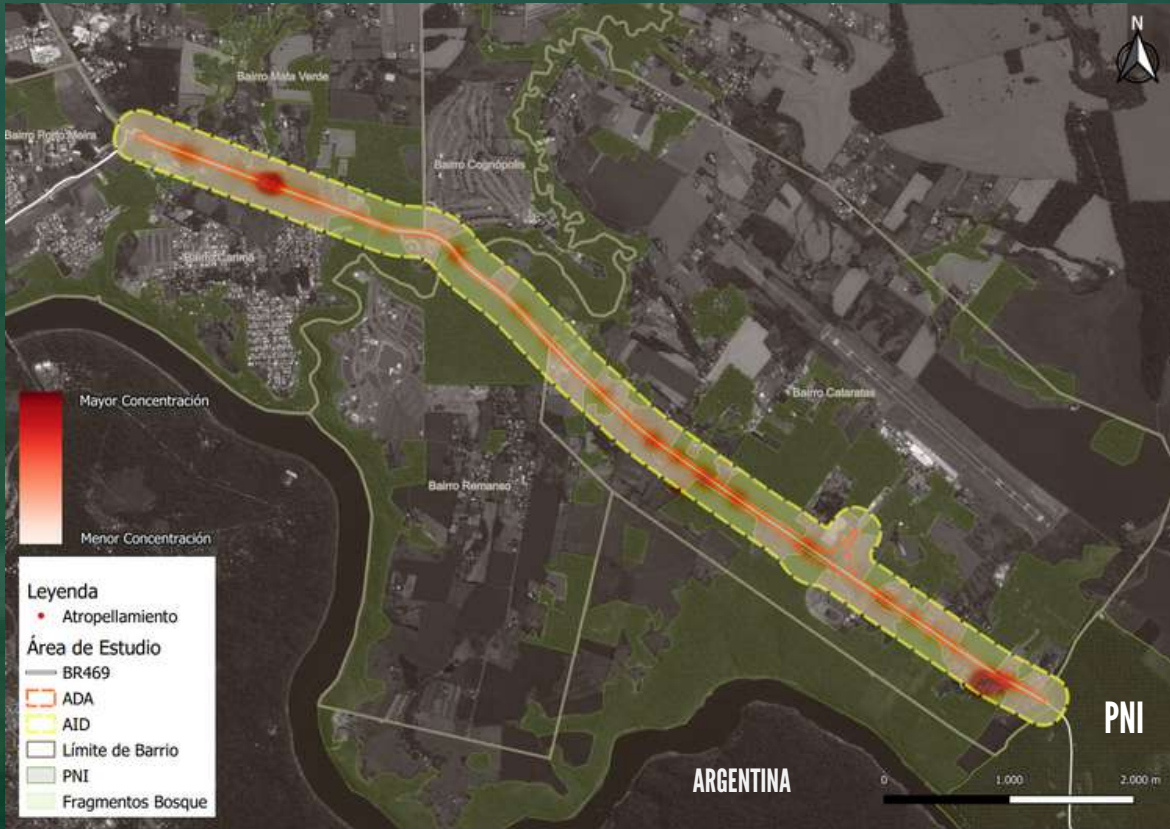 N
Bairro Mata Verde
Bairro Porto Meira
Bairro Cognópolis
Bairro Carimã
Bairro Cataratas
Mayor Concentración
Bairro Remanso
Menor Concentración
Leyenda
Atropellamiento
Área de Estudio
BR469
ADA
AID
Límite de Barrio
PNI
Fragmentos Bosque
PNI
ARGENTINA
0 1.000 2.000 m